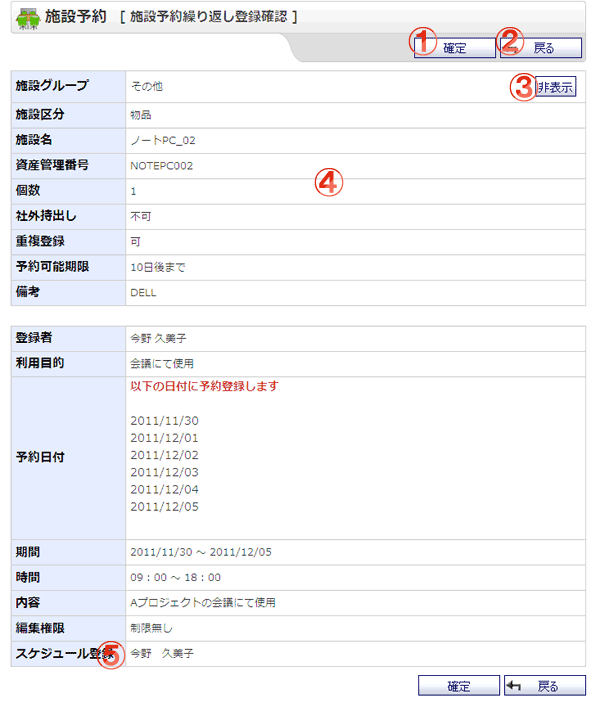 施設予約 [ 施設予約繰り返し登録確認 ]
① 確定 ② 戻る
施設グループ その他 ③ 非表示
施設区分 物品
施設名 ノートPC_02
資産管理番号 NOTEPC002
④
個数 1
社外持出し 不可
重複登録 可
予約可能期限 10日後まで
備考 DELL
登録者 今野 久美子
利用目的 会議にて使用
以下の日付に予約登録します
2011/11/30
2011/12/01
2011/12/02
予約日付
2011/12/03
2011/12/04
2011/12/05
期間 2011/11/30 ～ 2011/12/05
時間 09：00 ～ 18：00
内容 Aプロジェクトの会議にて使用
編集権限 制限無し
スケジュール登録 ⑤ 今野　久美子
確定 戻る